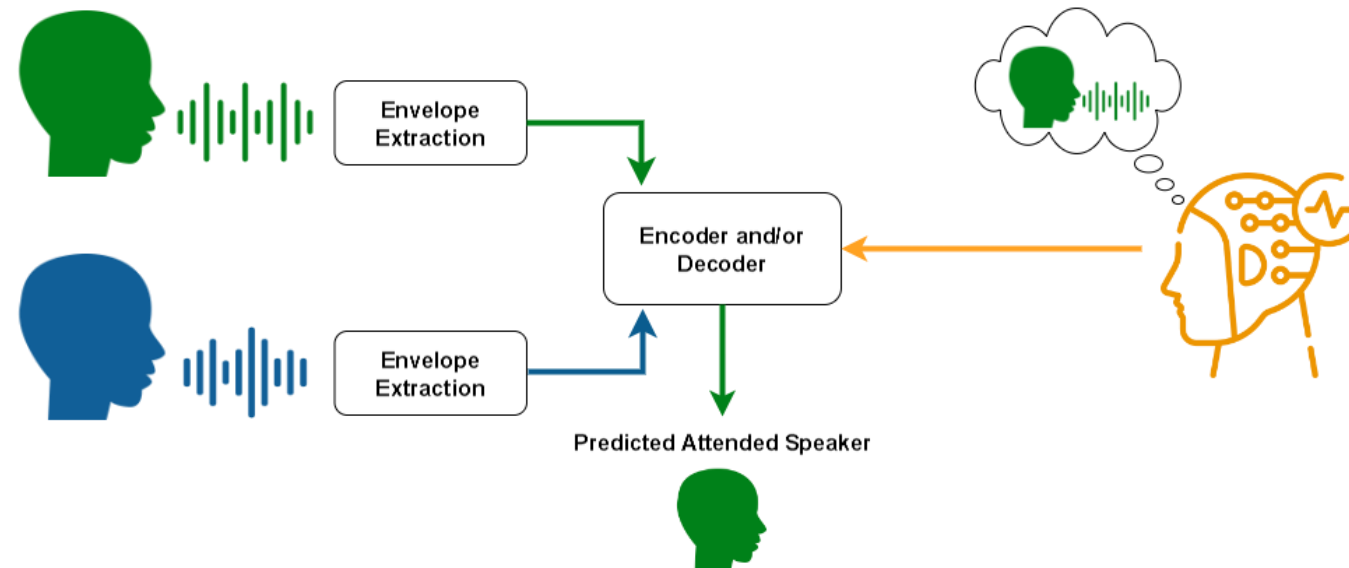 Envelope
Extraction
Encoder and/or
Decoder
Envelope
Extraction
Predicted Attended Speaker